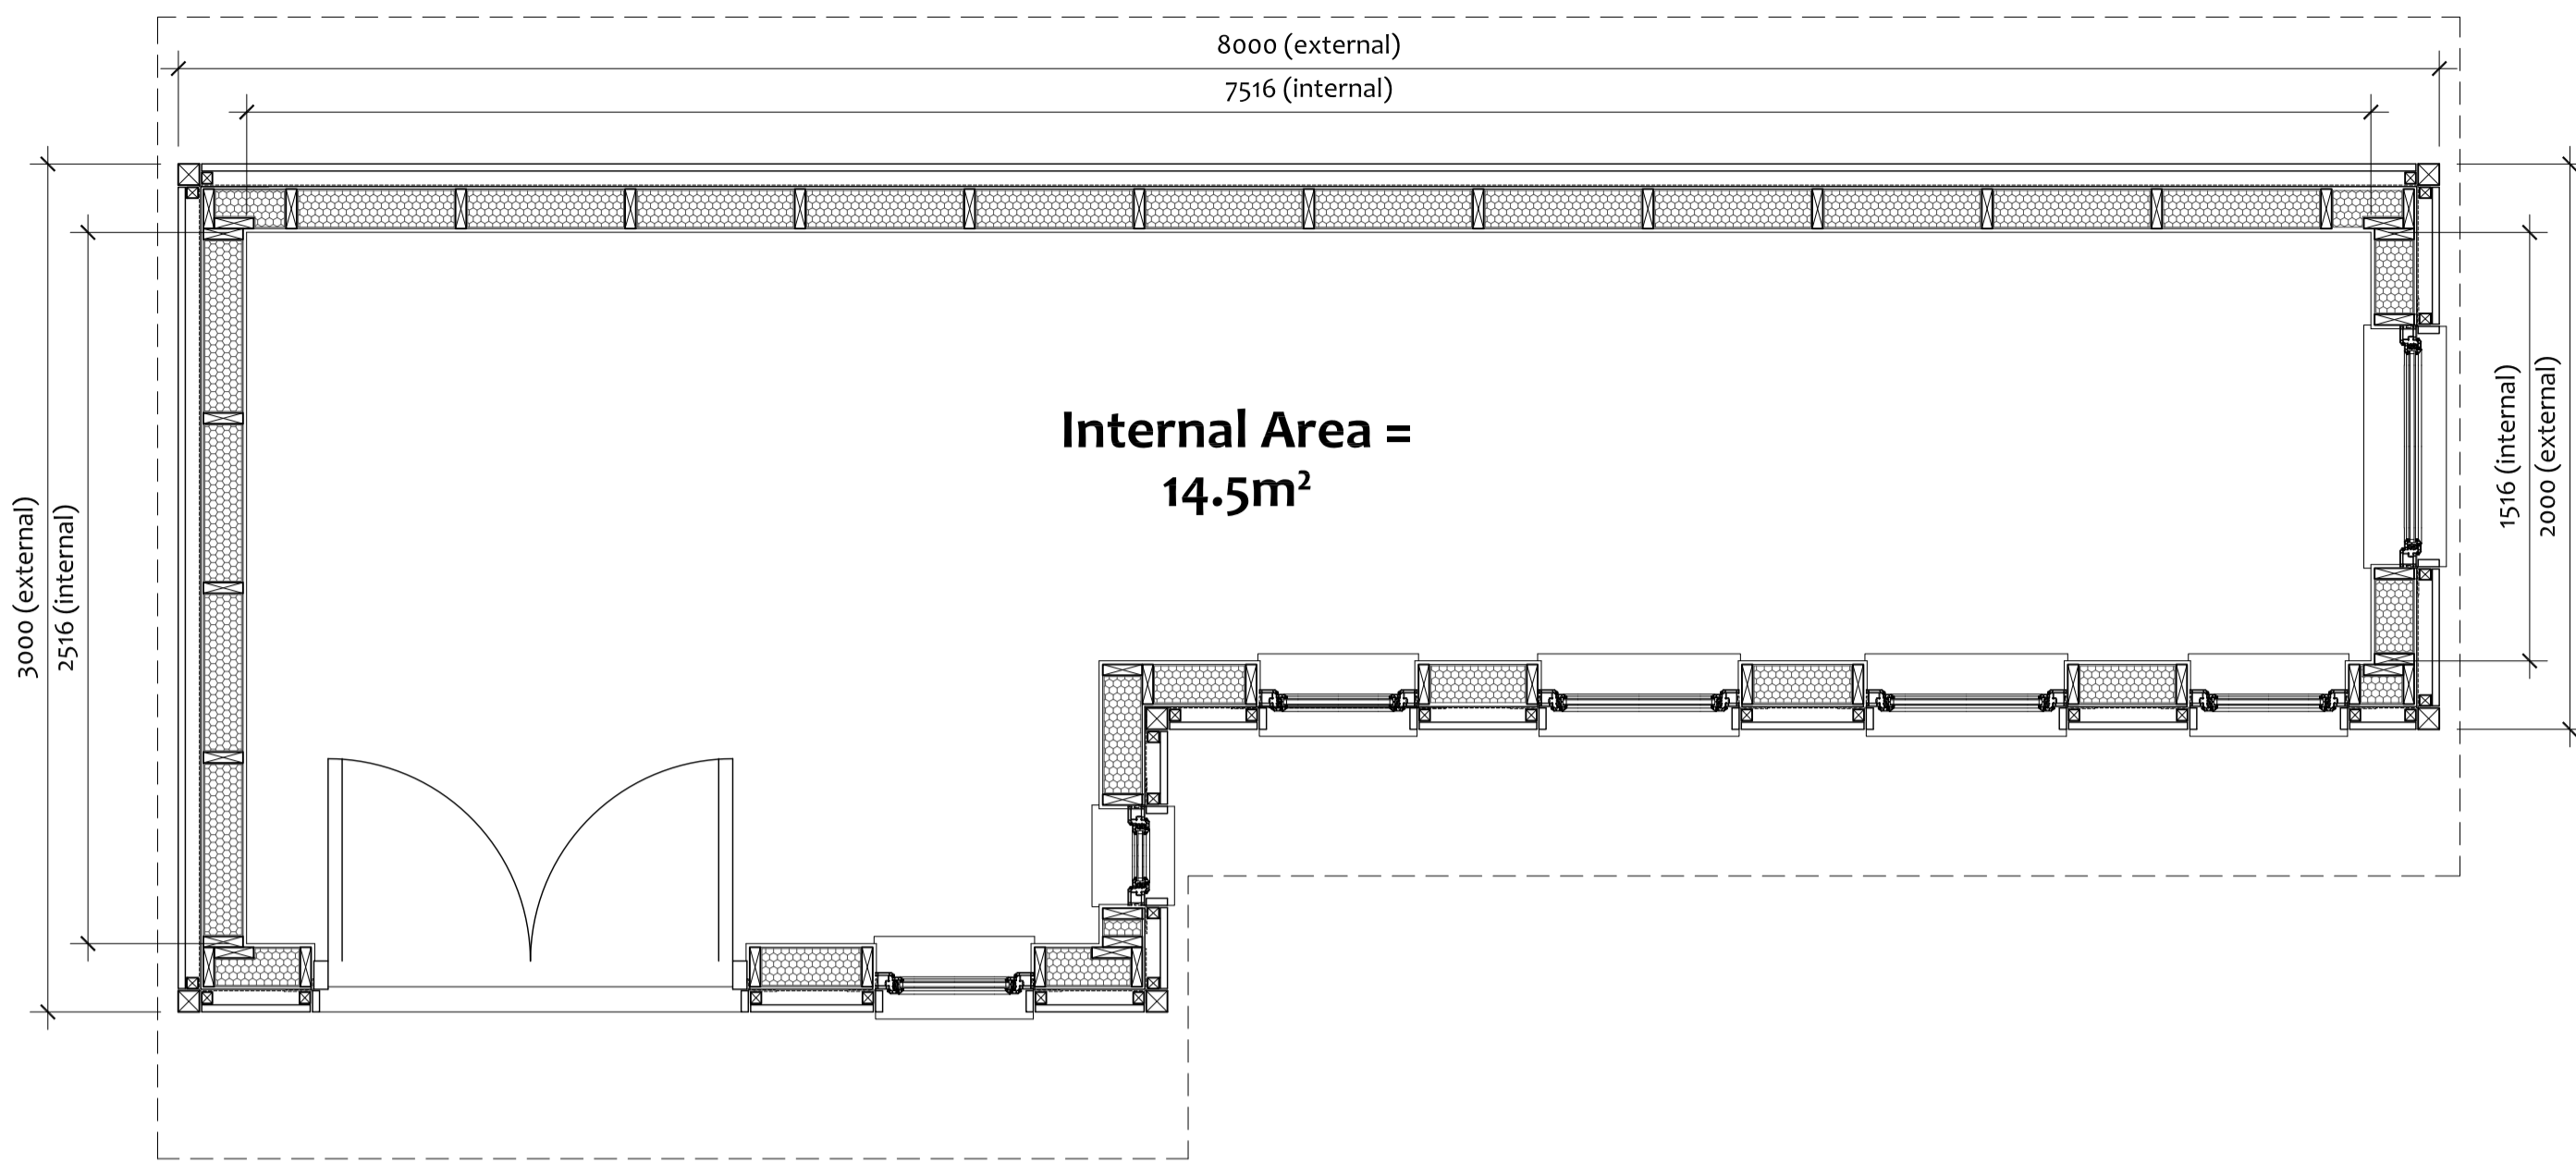 8000 (external)
7516 (internal)
3000 (external)
2516 (internal)
Internal Area =
14.5m²
1516 (internal)
2000 (external)